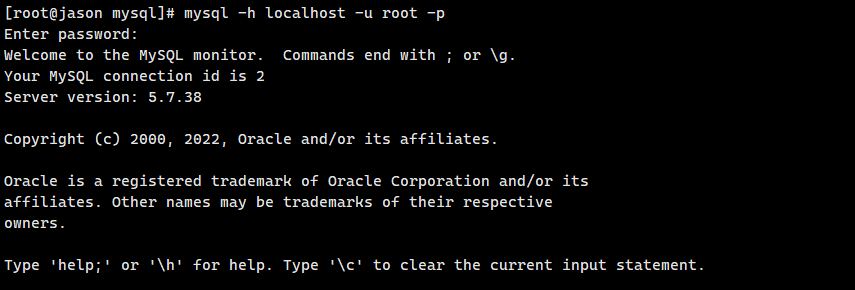 [root@jason mysql]# mysql -h localhost -u root -p
Enter password:
Welcome to the MySQL monitor.  Commands end with ; or \g.
Your MySQL connection id is 2
Server version: 5.7.38
Copyright (c) 2000, 2022, Oracle and/or its affiliates.
Oracle is a registered trademark of Oracle Corporation and/or its
affiliates. Other names may be trademarks of their respective
owners.
Type 'help;' or '\h' for help. Type '\c' to clear the current input statement.